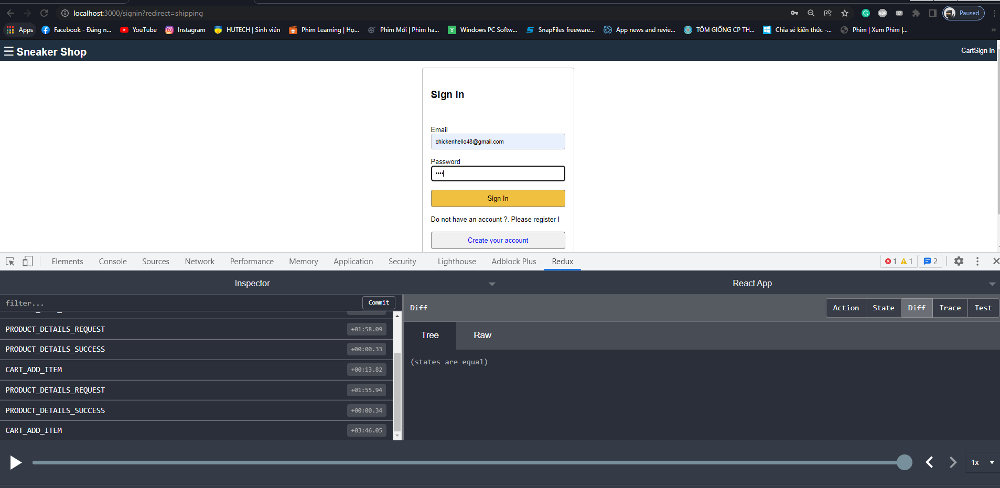 localhost:3000/signin?redirect=shipping
Paused
Apps
Facebook - Đăng n...
YouTube
Instagram
HUTECH | Sinh viên
Phim Learning | Họ...
Phim Mới | Phim ha...
Windows PC Softw...
SnapFiles freeware...
App news and revie...
TÔM GIỐNG CP TH...
Chia sẻ kiến thức -...
Phim | Xem Phim |...
»
☰ Sneaker Shop
CartSign In
Sign In
Email
chickenhello48@gmail.com
Password
••••
Sign In
Do not have an account ?. Please register !
Create your account
Elements
Console
Sources
Network
Performance
Memory
Application
Security
Lighthouse
Adblock Plus
Redux
1
1
2
Inspector
React App
filter...
Commit
Diff
Action
State
Diff
Trace
Test
PRODUCT_DETAILS_REQUEST +01:58.09
Tree
Raw
PRODUCT_DETAILS_SUCCESS +00:00.33
(states are equal)
CART_ADD_ITEM +00:13.82
PRODUCT_DETAILS_REQUEST +01:55.94
PRODUCT_DETAILS_SUCCESS +00:00.34
CART_ADD_ITEM +03:46.05
1x